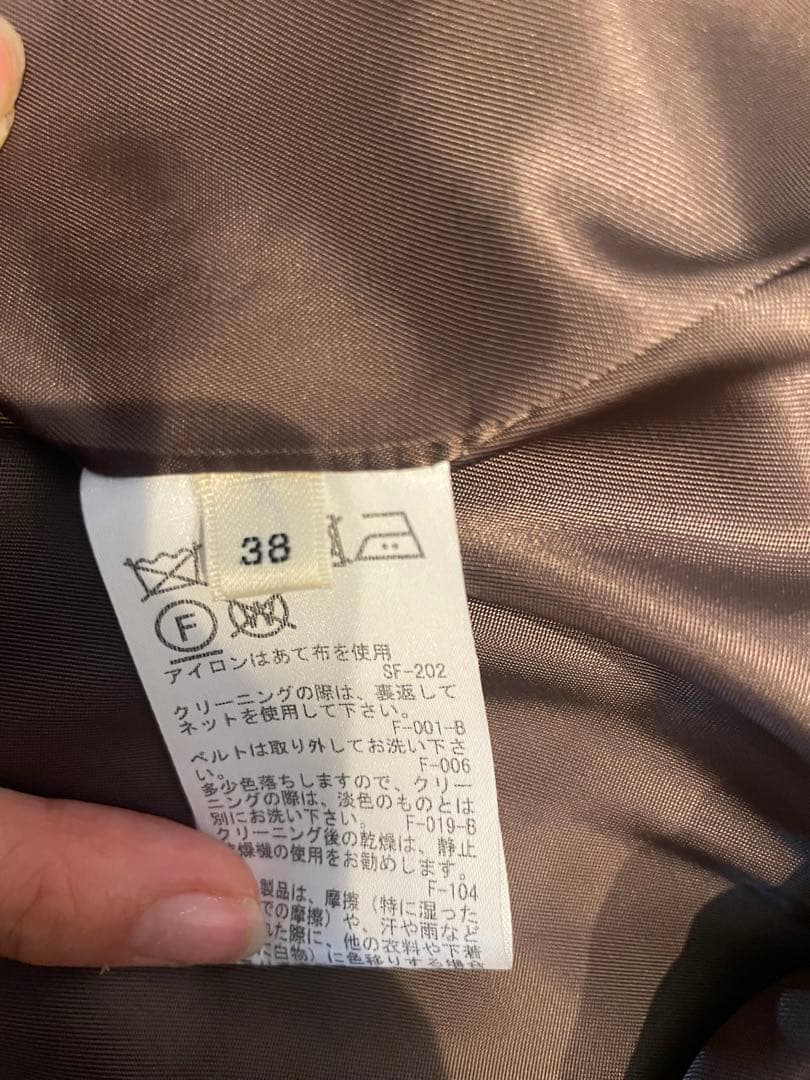 38
F
W
アイロンはあて布を使用
SF-202
クリーニングの際は、裏返して
ネットを使用して下さい。
F-001-B
ベルトは取り外してお洗い下さ
い。
F-006
多少色落ちしますので、クリー
ニングの際は、淡色のものとは
別にお洗い下さい。 F-019-B
クリーニング後の乾燥は、静止
燥機の使用をお勧めします。
F-104
製品は、摩擦（特に湿った
での摩擦）や、汗や雨など
れた際に、他の衣料や下着
に白物）に色移りする